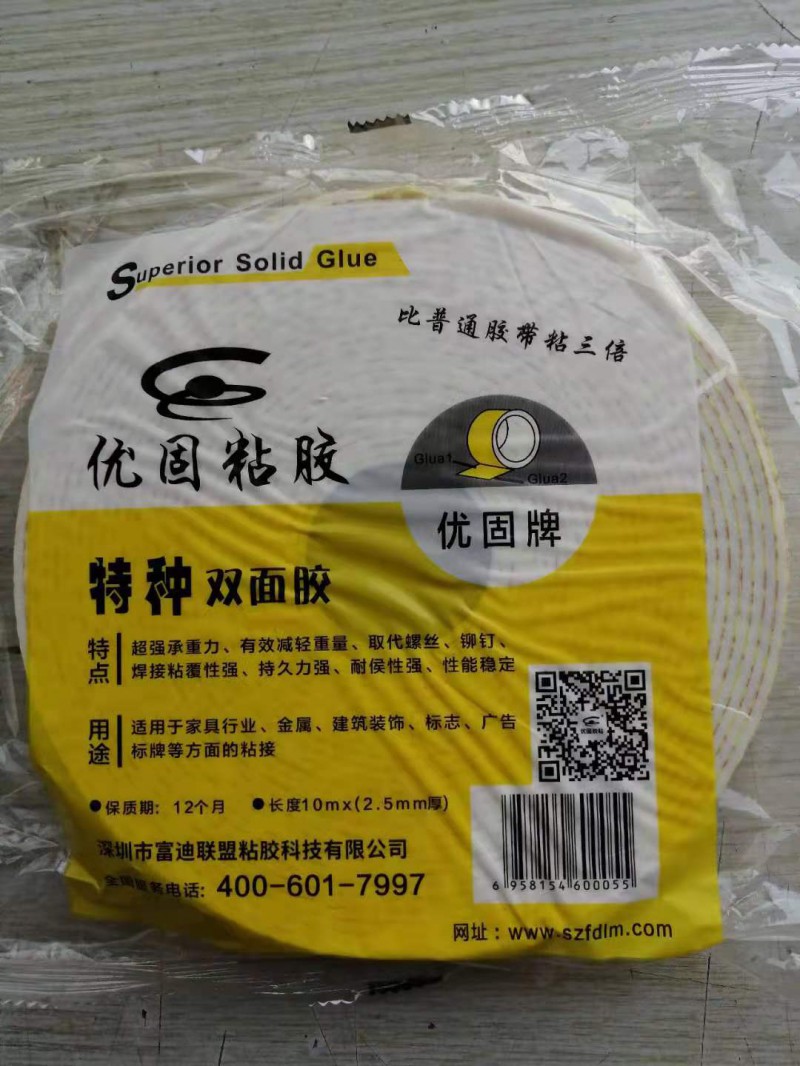 Superior Solid Glue
比普通胶带粘三倍
优固粘胶
Glua1
Glua2
优固牌
特种双面胶
特点
超强承重力、有效减轻重量、取代螺丝、铆钉、
焊接粘覆性强、持久力强、耐侯性强、性能稳定
用途
适用于家具行业、金属、建筑装饰、标志、广告
标牌等方面的粘接
●保质期:12个月 ●长度10mx(2.5mm厚)
深圳市富迪联盟粘胶科技有限公司
全国服务电话:400-601-7997
6 958154 600055
网址:www.szfdlm.com